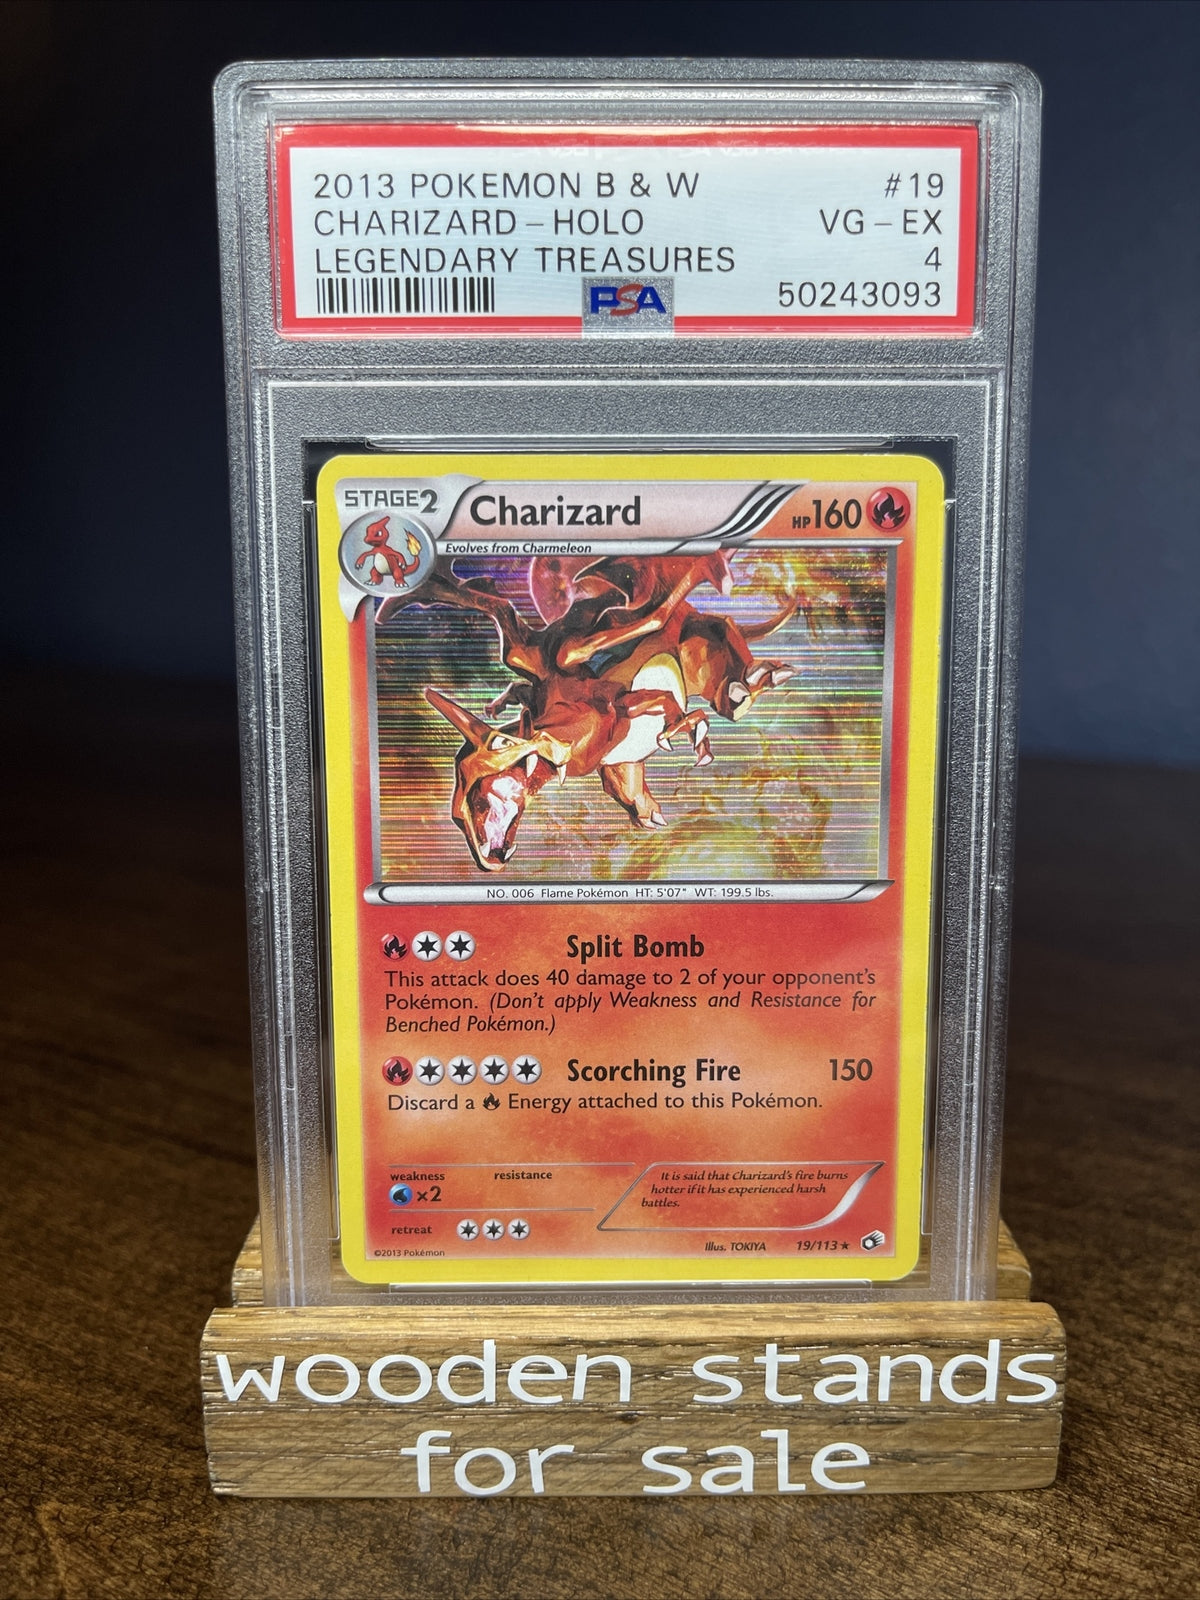 2013 POKEMON B & W #19
CHARIZARD - HOLO VG - EX
LEGENDARY TREASURES 4
PSA 50243093
STAGE2 Charizard HP160
Evolves from Charmeleon
NO. 006 Flame Pokémon HT: 5'07" WT: 199.5 lbs.
Split Bomb
This attack does 40 damage to 2 of your opponent's
Pokémon. (Don't apply Weakness and Resistance for
Benched Pokémon.)
Scorching Fire 150
Discard a Energy attached to this Pokémon.
weakness resistance
×2
It is said that Charizard's fire burns
hotter if it has experienced harsh
battles.
retreat
Illus. TOKIYA 19/113 ★
©2013 Pokémon
wooden stands
for sale